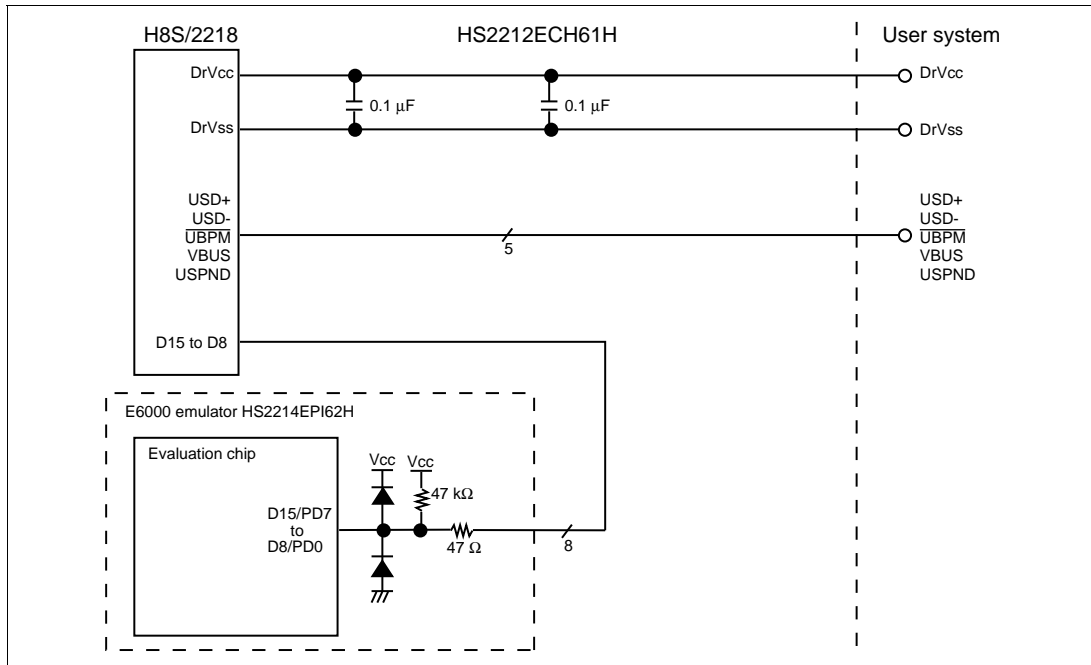 H8S/2218
HS2212ECH61H
User system
DrVcc
DrVcc
0.1 µF
0.1 µF
DrVss
DrVss
USD+
USD-
UBPM
VBUS
USPND
5
USD+
USD-
UBPM
VBUS
USPND
D15 to D8
E6000 emulator HS2214EPI62H
Evaluation chip
Vcc
Vcc
47 kΩ
D15/PD7
to
D8/PD0
47 Ω
8